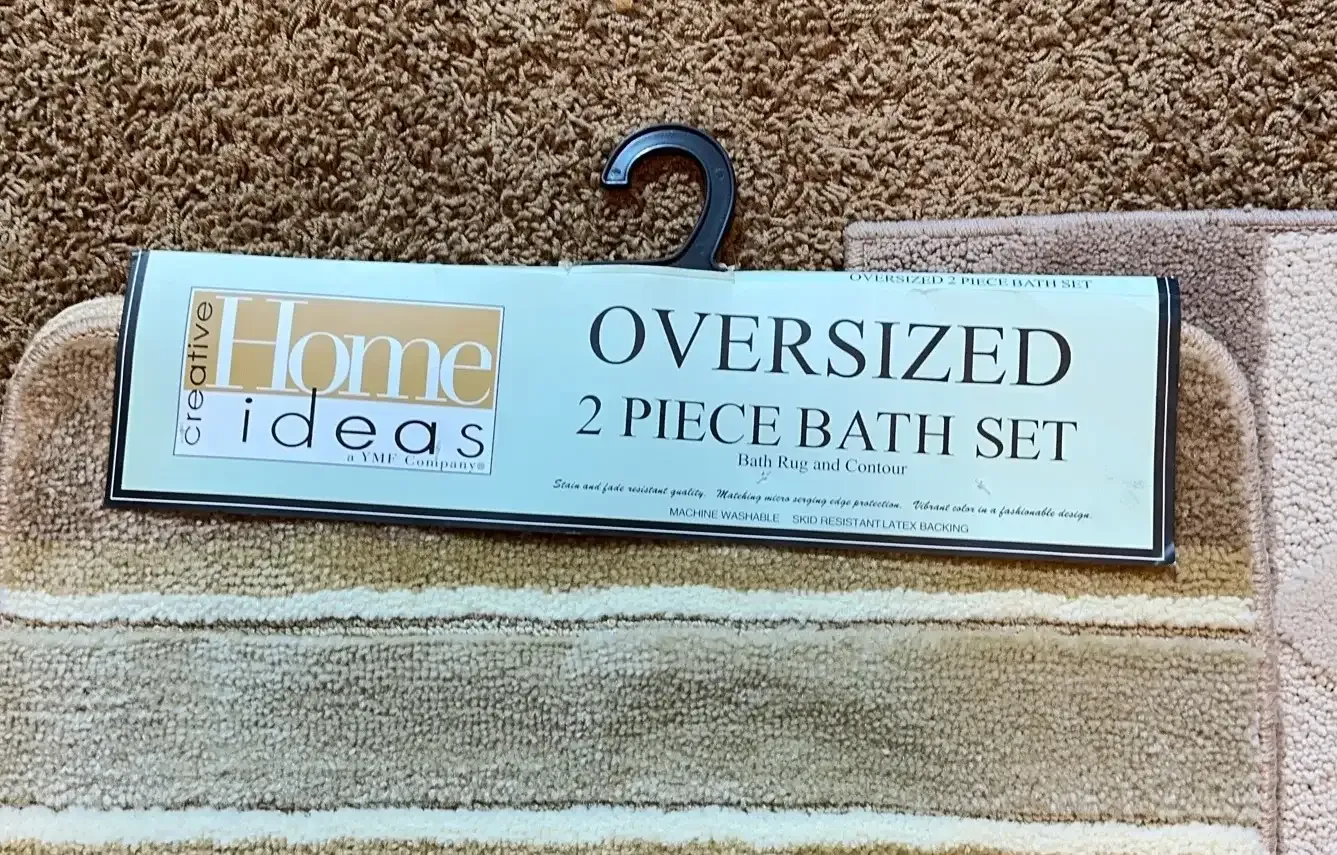 OVERSIZED 2 PIECE BATH SET
creative
Home
ideas
a YMF Company®
OVERSIZED
2 PIECE BATH SET
Bath Rug and Contour
Stain and fade resistant quality. Matching micro serging edge protection. Vibrant color in a fashionable design.
MACHINE WASHABLE SKID RESISTANT LATEX BACKING